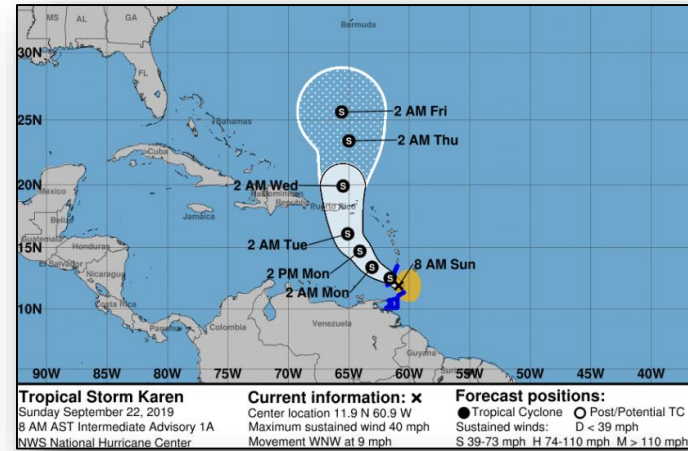 MS AL GA
Bermuda
30N
FL
2 AM Fri
25N
Bahamas
2 AM Thu
Cuba
20N
2 AM Wed
Mexico
Dominican
Republic
Puerto Rico
Jamaica
Belize
2 AM Tue
Guatemala
Honduras
15N
8 AM Sun
El Salvador
Nicaragua
2 PM Mon
2 AM Mon
10N
Costa Rica
Panama
Venezuela
Colombia
Guyana
90W 85W 80W 75W 70W 65W 60W 55W 50W 45W 40W
Tropical Storm Karen
Sunday September 22, 2019
8 AM AST Intermediate Advisory 1A
NWS National Hurricane Center
Current information: ×
Center location 11.9 N 60.9 W
Maximum sustained wind 40 mph
Movement WNW at 9 mph
Forecast positions:
● Tropical Cyclone ○ Post/Potential TC
Sustained winds: D < 39 mph
S 39-73 mph H 74-110 mph M > 110 mph